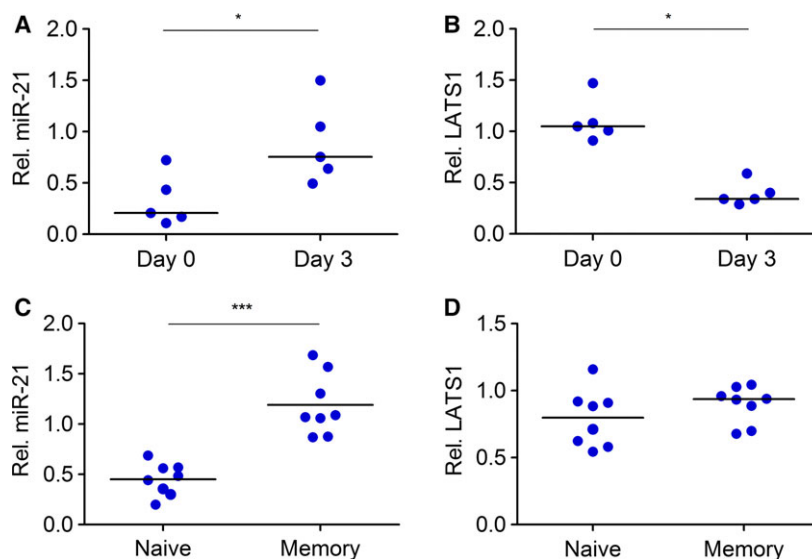 A
Rel. miR-21
2.0
1.5
1.0
0.5
0.0
*
Day 0 Day 3
B
Rel. LATS1
2.0
1.5
1.0
0.5
0.0
*
Day 0 Day 3
C
Rel. miR-21
2.0
1.5
1.0
0.5
0.0
***
Naive Memory
D
Rel. LATS1
1.5
1.0
0.5
0.0
Naive Memory